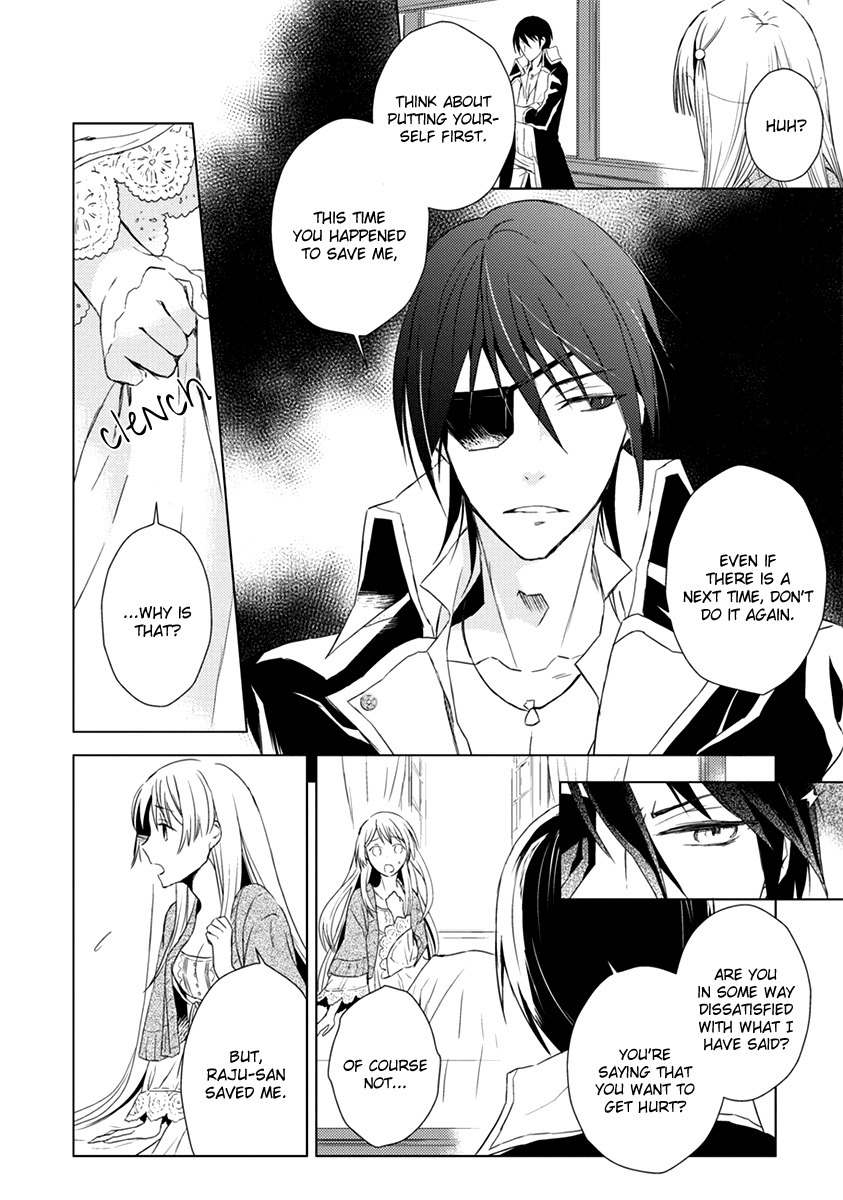 HUH?
THINK ABOUT
PUTTING YOUR-
SELF FIRST.
THIS TIME
YOU HAPPENED
TO SAVE ME,
EVEN IF
THERE IS A
NEXT TIME, DON'T
DO IT AGAIN.
clench
...WHY IS
THAT?
ARE YOU
IN SOME WAY
DISSATISFIED
WITH WHAT I
HAVE SAID?
YOU'RE
SAYING THAT
YOU WANT TO
GET HURT?
OF COURSE
NOT...
BUT,
RAJU-SAN
SAVED ME.